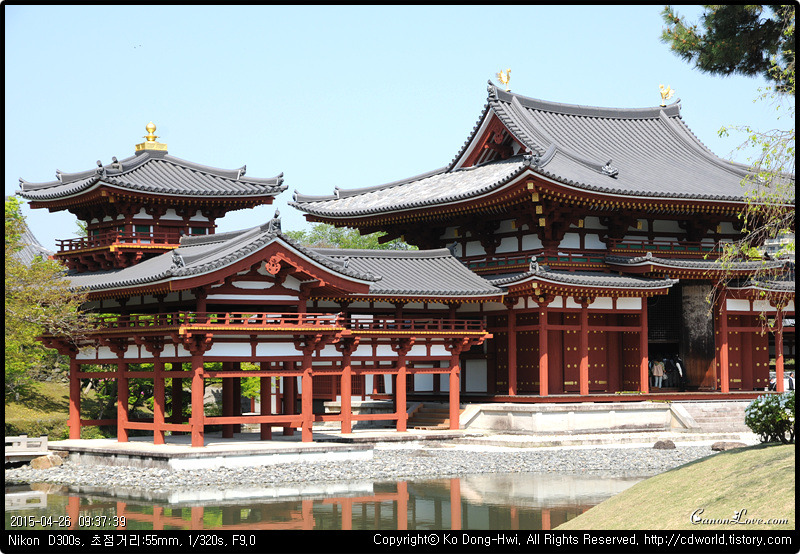 2015-04-26 09:37:39
CanonLove.com
Nikon D300s, 초점거리:55mm, 1/320s, F9.0
Copyright© Ko Dong-Hwi, All Rights Reserved, http://cdworld.tistory.com